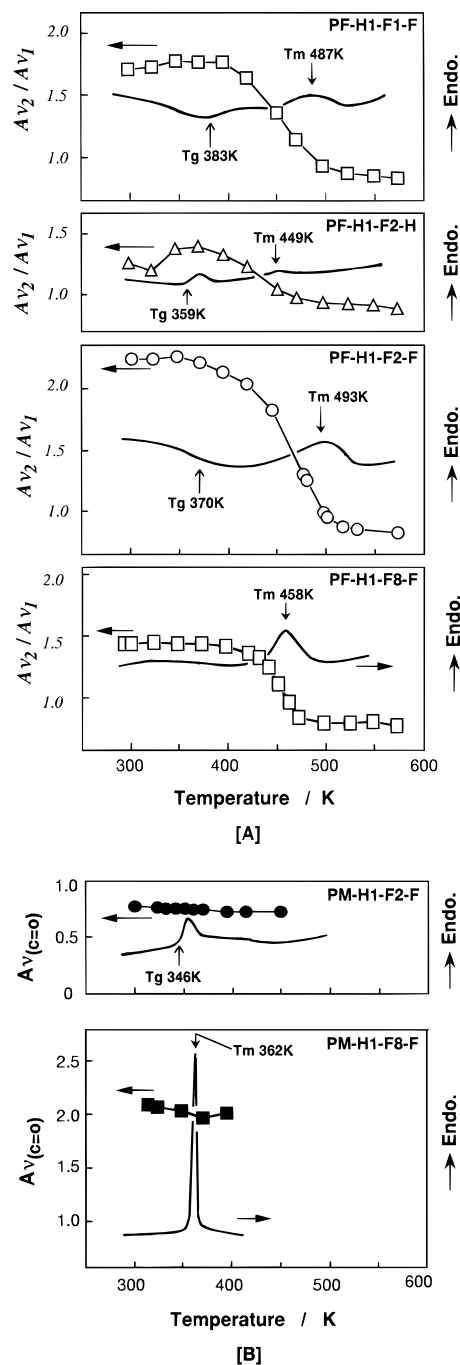 PF-H1-F1-F
2.0
1.5
1.0
Aν2 / Aν1
Tm 487K
Tg 383K
Endo.
PF-H1-F2-H
1.5
1.0
Aν2 / Aν1
Tm 449K
Tg 359K
Endo.
PF-H1-F2-F
2.0
1.5
1.0
Aν2 / Aν1
Tm 493K
Tg 370K
Endo.
PF-H1-F8-F
2.0
1.5
1.0
Aν2 / Aν1
Tm 458K
Endo.
300 400 500 600
Temperature / K
[A]
PM-H1-F2-F
1.0
0.5
0
Aν(c=o)
Tg 346K
Endo.
PM-H1-F8-F
Tm 362K
2.5
2.0
1.5
1.0
Aν(c=o)
Endo.
300 400 500 600
Temperature / K
[B]